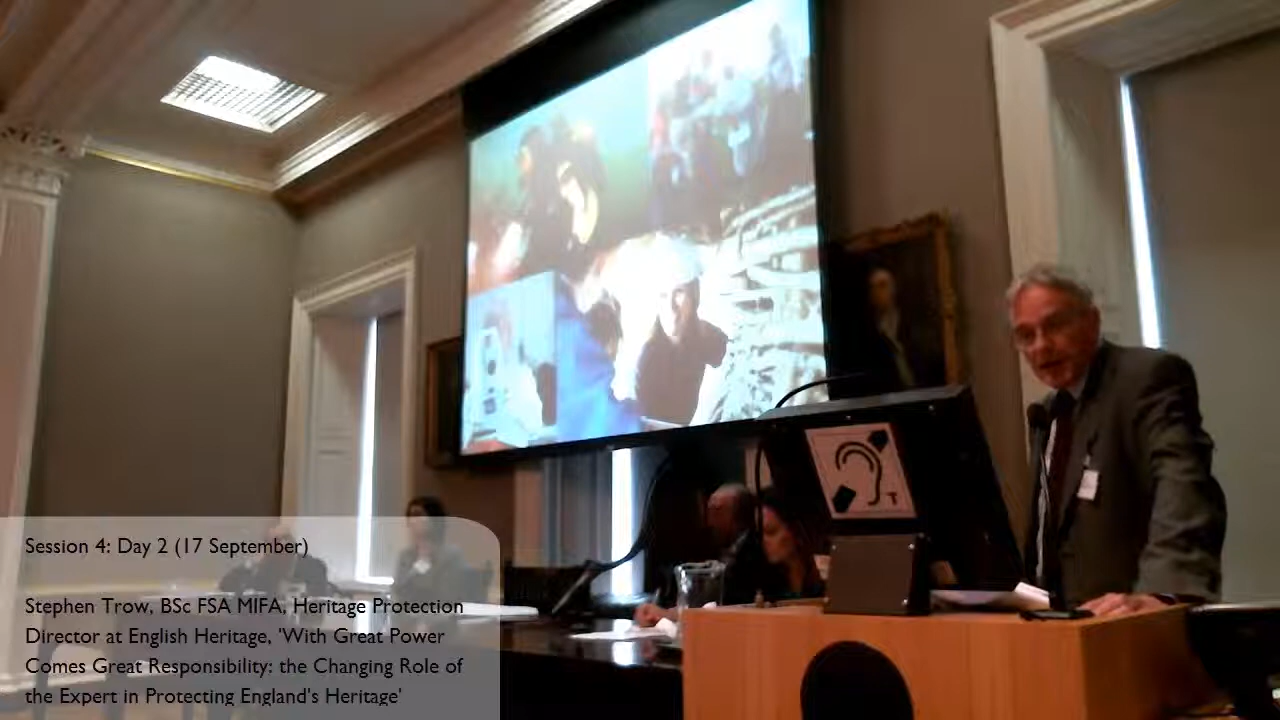 Session 4: Day 2 (17 September)
Stephen Trow, BSc FSA MIFA, Heritage Protection
Director at English Heritage, 'With Great Power
Comes Great Responsibility: the Changing Role of
the Expert in Protecting England's Heritage'
T